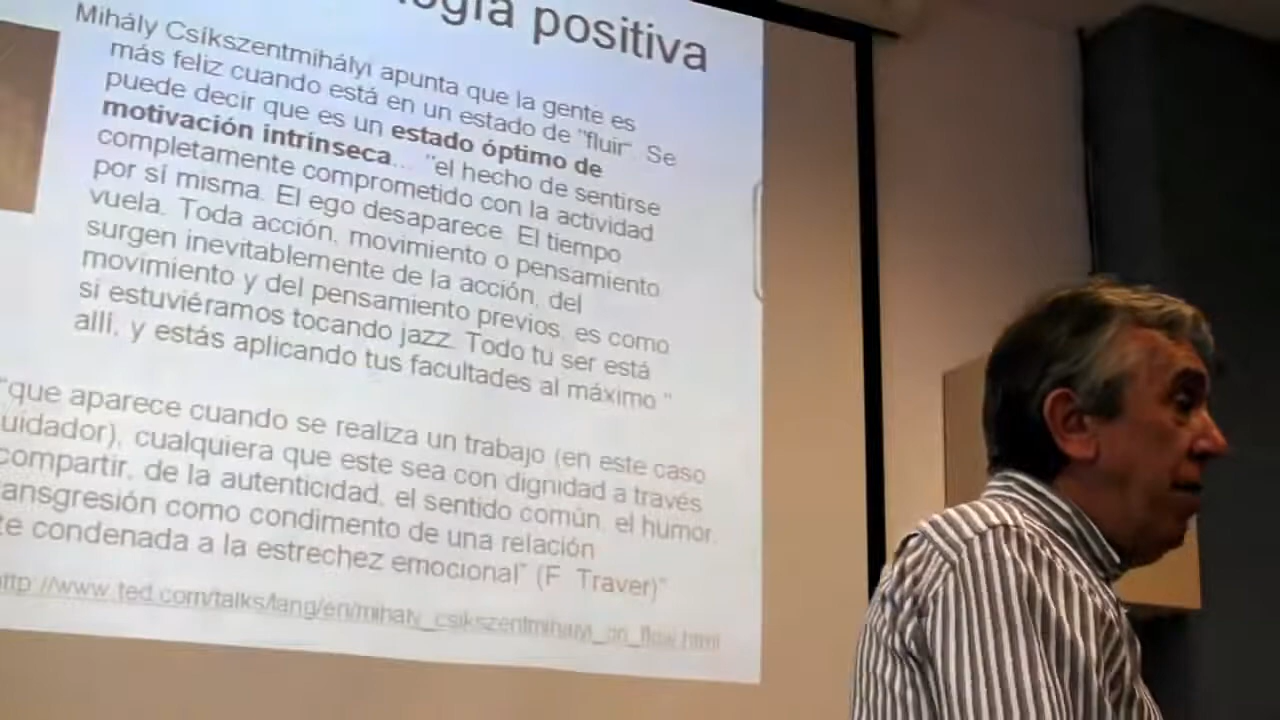 ogía positiva
Mihály Csíkszentmihályi apunta que la gente es
más feliz cuando está en un estado de "fluir". Se
puede decir que es un estado óptimo de
motivación intrínseca... "el hecho de sentirse
completamente comprometido con la actividad
por sí misma. El ego desaparece. El tiempo
vuela. Toda acción, movimiento o pensamiento
surgen inevitablemente de la acción, del
movimiento y del pensamiento previos, es como
si estuviéramos tocando jazz. Todo tu ser está
allí, y estás aplicando tus facultades al máximo "
"que aparece cuando se realiza un trabajo (en este caso
uidador), cualquiera que este sea con dignidad a través
compartir, de la autenticidad, el sentido común, el humor,
ansgresión como condimento de una relación
te condenada a la estrechez emocional" (F. Traver)"
http://www.ted.com/talks/lang/en/mihaly_csikszentmihalyi_on_flow.html